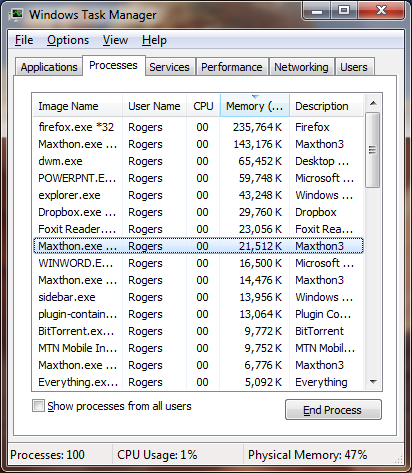 Windows Task Manager
File Options View Help
Applications Processes Services Performance Networking Users
Image Name User Name CPU Memory (... Description
firefox.exe *32 Rogers 00 235,764 K Firefox
Maxthon.exe ... Rogers 00 143,176 K Maxthon3
dwm.exe Rogers 00 65,452 K Desktop ...
POWERPNT.E... Rogers 00 59,748 K Microsoft ...
explorer.exe Rogers 00 43,248 K Windows ...
Dropbox.exe ... Rogers 00 29,760 K Dropbox
Foxit Reader.... Rogers 00 23,056 K Foxit Rea...
Maxthon.exe ... Rogers 00 21,512 K Maxthon3
WINWORD.E... Rogers 00 16,500 K Microsoft ...
Maxthon.exe ... Rogers 00 14,476 K Maxthon3
sidebar.exe Rogers 00 13,956 K Windows ...
plugin-contain... Rogers 00 13,064 K Plugin Co...
BitTorrent.ex... Rogers 00 9,772 K BitTorrent
MTN Mobile In... Rogers 00 9,752 K MTN Mobile ...
Maxthon.exe ... Rogers 00 6,776 K Maxthon3
Everything.ex... Rogers 00 5,092 K Everything
Show processes from all users
End Process
Processes: 100 CPU Usage: 1% Physical Memory: 47%